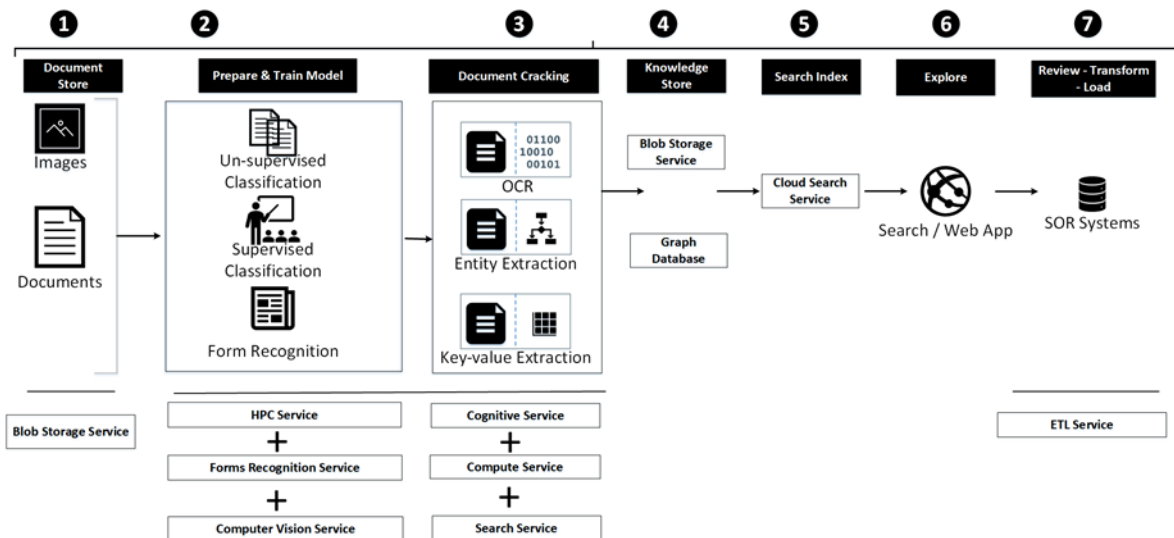 1
2
3
4
5
6
7
Document
Store
Prepare & Train Model
Document Cracking
Knowledge
Store
Search Index
Explore
Review - Transform
- Load
Images
Documents
Un-supervised
Classification
Supervised
Classification
Form Recognition
01100
10010
00101
OCR
Entity Extraction
Key-value Extraction
Blob Storage
Service
Graph
Database
Cloud Search
Service
Search / Web App
SOR Systems
Blob Storage Service
HPC Service
+
Forms Recognition Service
+
Computer Vision Service
Cognitive Service
+
Compute Service
+
Search Service
ETL Service